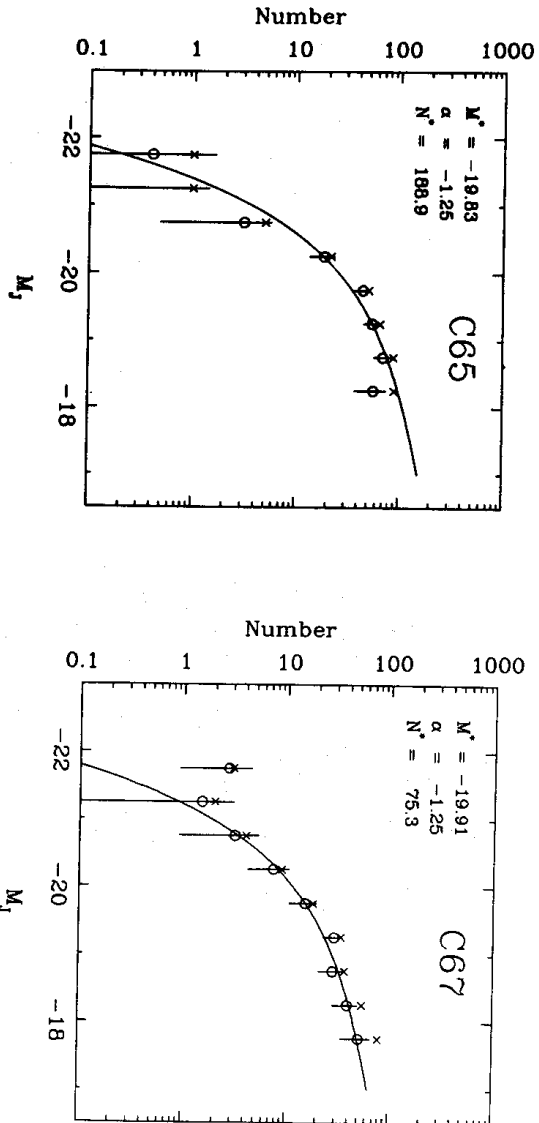 Number
0.1 1 10 100 1000
M* = -19.83
α = -1.25
N* = 188.9
C65
-22 -20 -18
M_J
Number
0.1 1 10 100 1000
M* = -19.91
α = -1.25
N* = 75.3
C67
-22 -20 -18
M_J